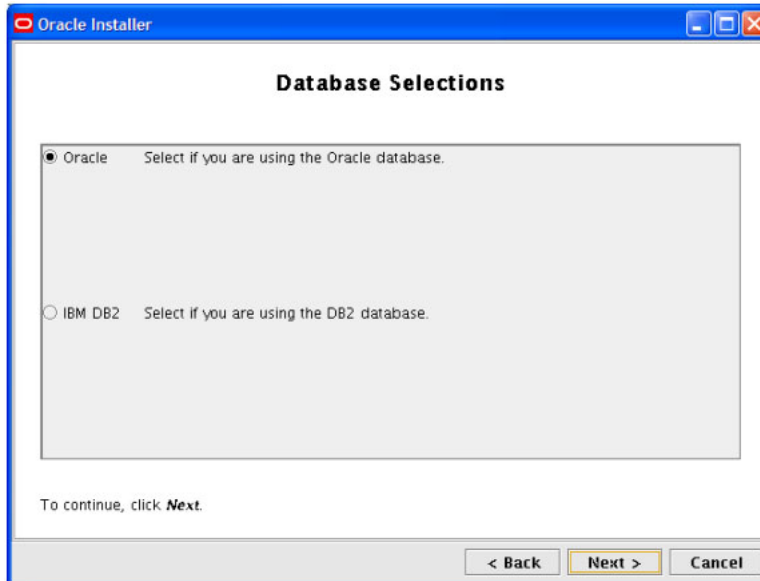 Oracle Installer
Database Selections
Oracle Select if you are using the Oracle database.
IBM DB2 Select if you are using the DB2 database.
To continue, click Next.
< Back Next > Cancel